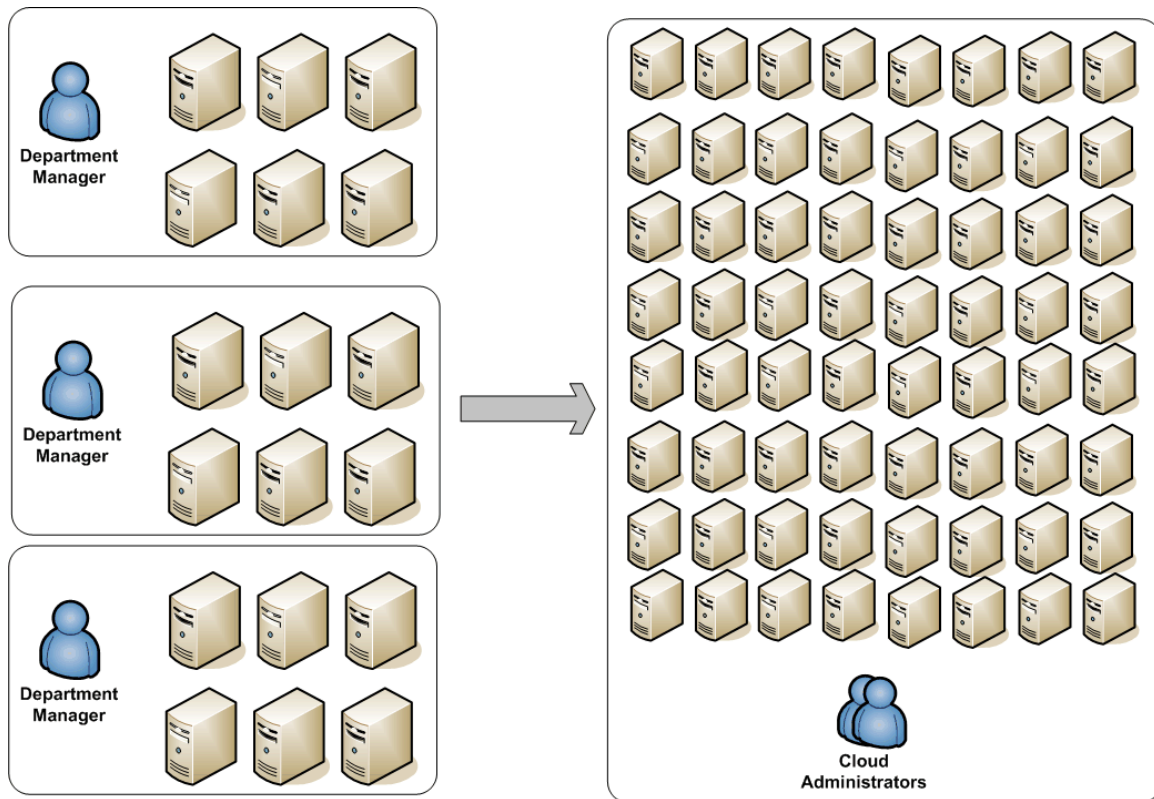 Department
Manager
Department
Manager
Department
Manager
Cloud
Administrators